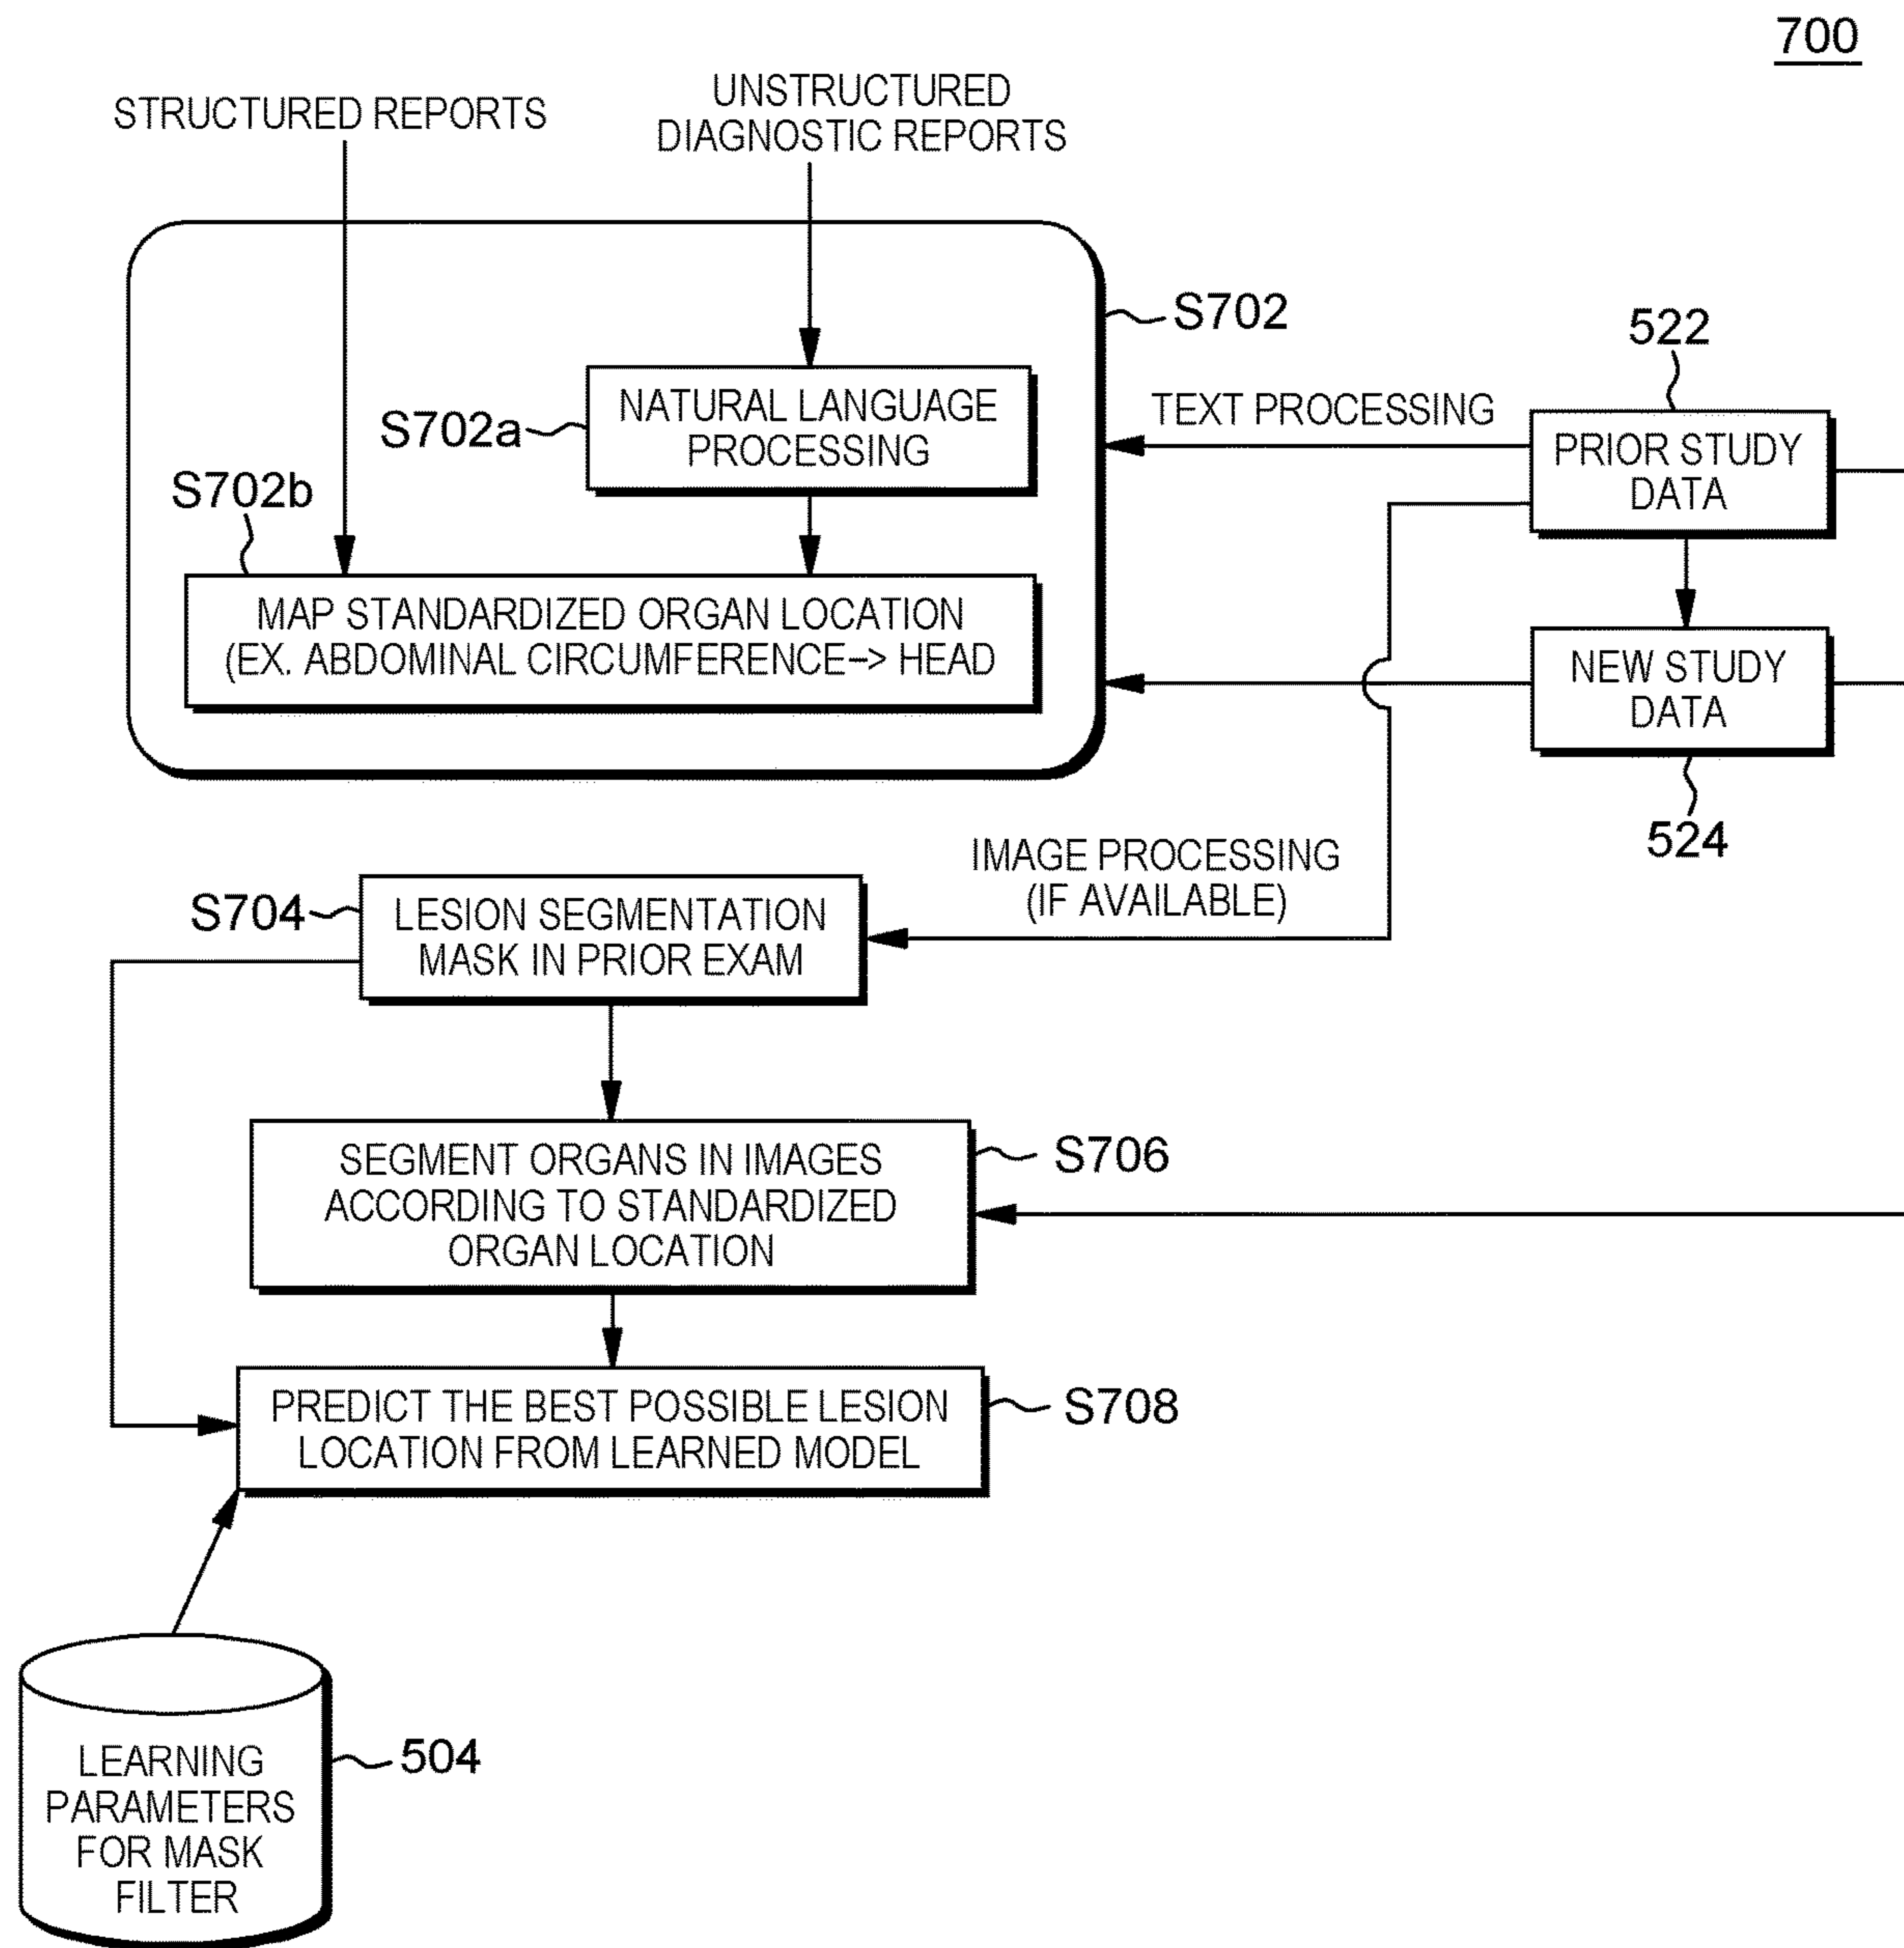 700
STRUCTURED REPORTS
UNSTRUCTURED
DIAGNOSTIC REPORTS
S702
522
NATURAL LANGUAGE
PROCESSING
S702a
TEXT PROCESSING
PRIOR STUDY
DATA
S702b
MAP STANDARDIZED ORGAN LOCATION
(EX. ABDOMINAL CIRCUMFERENCE–> HEAD
NEW STUDY
DATA
524
IMAGE PROCESSING
(IF AVAILABLE)
S704
LESION SEGMENTATION
MASK IN PRIOR EXAM
SEGMENT ORGANS IN IMAGES
ACCORDING TO STANDARDIZED
ORGAN LOCATION
S706
PREDICT THE BEST POSSIBLE LESION
LOCATION FROM LEARNED MODEL
S708
LEARNING
PARAMETERS
FOR MASK
FILTER
504